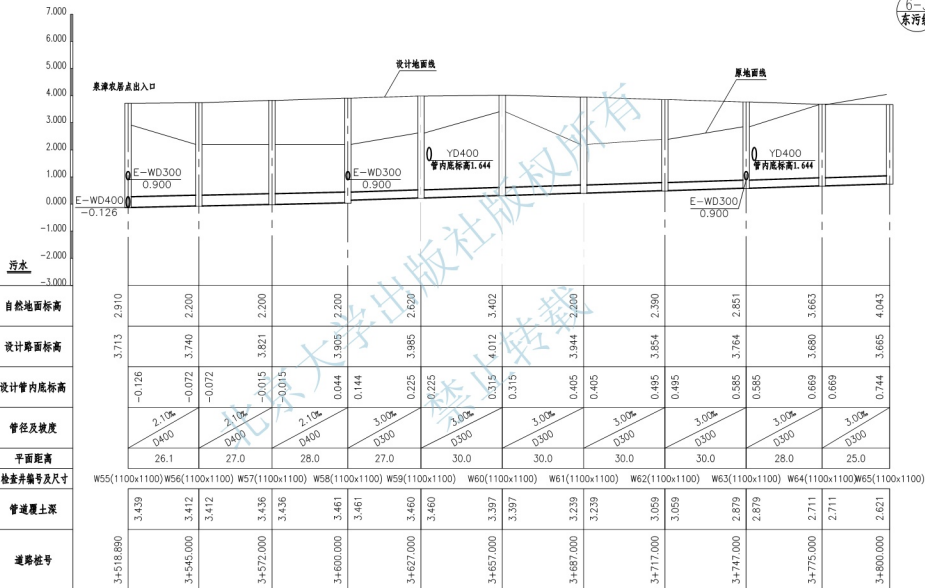 7.000
6.000
5.000
4.000
3.000
2.000
1.000
0.000
-1.000
-2.000
-3.000
污水
泉漳农居点出入口
设计地面线
原地面线
E-WD300
0.900
E-WD400
-0.126
E-WD300
0.900
YD400
管内底标高1.644
E-WD300
0.900
YD400
管内底标高1.644
自然地面标高 2.910 2.200 2.200 2.200 2.620 3.402 2.200 2.390 2.851 3.663 4.043
设计路面标高 3.713 3.740 3.821 3.905 3.985 4.012 3.944 3.854 3.764 3.680 3.665
设计管内底标高 -0.126 -0.072 -0.072 -0.015 -0.015 0.044 0.144 0.225 0.225 0.315 0.315 0.405 0.405 0.495 0.495 0.585 0.585 0.669 0.669 0.744
管径及坡度 2.10‰ D400 2.10‰ D400 2.10‰ D400 3.00‰ D300 3.00‰ D300 3.00‰ D300 3.00‰ D300 3.00‰ D300 3.00‰ D300 3.00‰ D300
平面距离 26.1 27.0 28.0 27.0 30.0 30.0 30.0 30.0 28.0 25.0
检查井编号及尺寸 W55(1100x1100) W56(1100x1100) W57(1100x1100) W58(1100x1100) W59(1100x1100) W60(1100x1100) W61(1100x1100) W62(1100x1100) W63(1100x1100) W64(1100x1100) W65(1100x1100)
管道覆土深 3.439 3.412 3.412 3.436 3.436 3.461 3.461 3.460 3.460 3.397 3.397 3.239 3.239 3.059 3.059 2.879 2.879 2.711 2.711 2.621
道路桩号 3+518.890 3+545.000 3+572.000 3+600.000 3+627.000 3+657.000 3+687.000 3+717.000 3+747.000 3+775.000 3+800.000
北京大学出版社版权所有
禁止转载